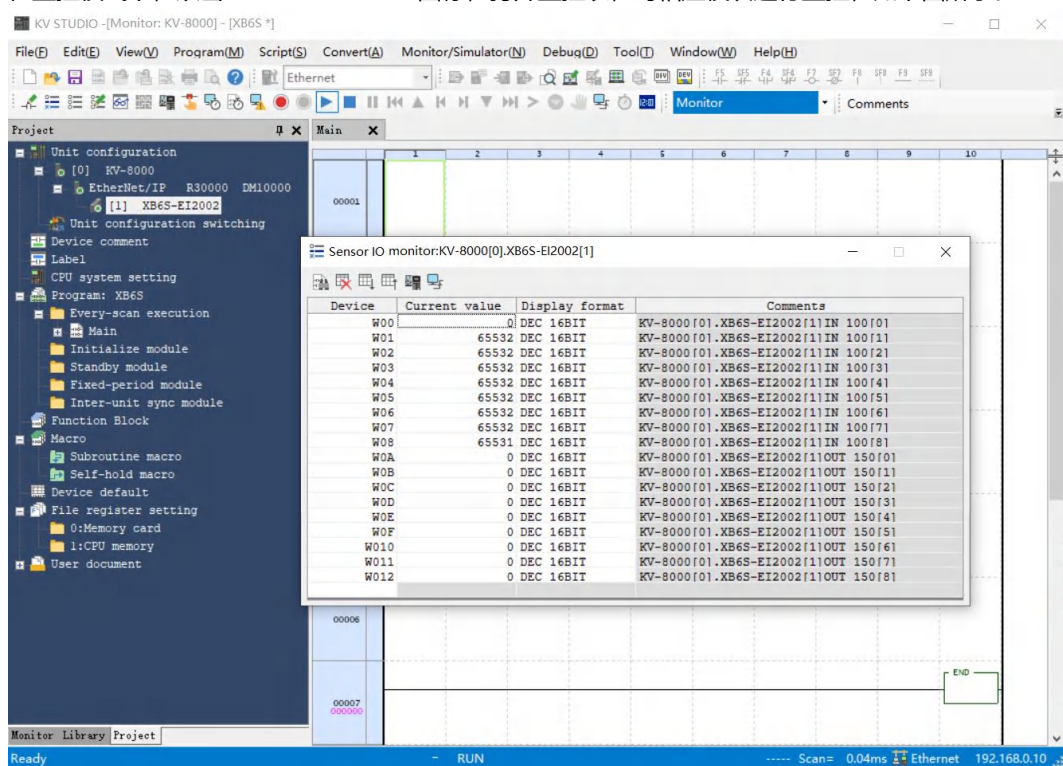 KV STUDIO -[Monitor: KV-8000] - [XB6S *]
File(F) Edit(E) View(V) Program(M) Script(S) Convert(A) Monitor/Simulator(N) Debug(D) Tool(T) Window(W) Help(H)
Ethernet
Monitor
Comments
Project
Main
Unit configuration
[0] KV-8000
EtherNet/IP R30000 DM10000
[1] XB6S-EI2002
Unit configuration switching
Device comment
Label
CPU system setting
Program: XB6S
Every-scan execution
Main
Initialize module
Standby module
Fixed-period module
Inter-unit sync module
Function Block
Macro
Subroutine macro
Self-hold macro
Device default
File register setting
0:Memory card
1:CPU memory
User document
Monitor Library Project
1 2 3 4 5 6 7 8 9 10
00001
Sensor IO monitor:KV-8000[0].XB6S-EI2002[1]
Device Current value Display format Comments
W00 0 DEC 16BIT KV-8000[0].XB6S-EI2002[1]IN 100[0]
W01 65532 DEC 16BIT KV-8000[0].XB6S-EI2002[1]IN 100[1]
W02 65532 DEC 16BIT KV-8000[0].XB6S-EI2002[1]IN 100[2]
W03 65532 DEC 16BIT KV-8000[0].XB6S-EI2002[1]IN 100[3]
W04 65532 DEC 16BIT KV-8000[0].XB6S-EI2002[1]IN 100[4]
W05 65532 DEC 16BIT KV-8000[0].XB6S-EI2002[1]IN 100[5]
W06 65532 DEC 16BIT KV-8000[0].XB6S-EI2002[1]IN 100[6]
W07 65532 DEC 16BIT KV-8000[0].XB6S-EI2002[1]IN 100[7]
W08 65531 DEC 16BIT KV-8000[0].XB6S-EI2002[1]IN 100[8]
W0A 0 DEC 16BIT KV-8000[0].XB6S-EI2002[1]OUT 150[0]
W0B 0 DEC 16BIT KV-8000[0].XB6S-EI2002[1]OUT 150[1]
W0C 0 DEC 16BIT KV-8000[0].XB6S-EI2002[1]OUT 150[2]
W0D 0 DEC 16BIT KV-8000[0].XB6S-EI2002[1]OUT 150[3]
W0E 0 DEC 16BIT KV-8000[0].XB6S-EI2002[1]OUT 150[4]
W0F 0 DEC 16BIT KV-8000[0].XB6S-EI2002[1]OUT 150[5]
W010 0 DEC 16BIT KV-8000[0].XB6S-EI2002[1]OUT 150[6]
W011 0 DEC 16BIT KV-8000[0].XB6S-EI2002[1]OUT 150[7]
W012 0 DEC 16BIT KV-8000[0].XB6S-EI2002[1]OUT 150[8]
00006
END
00007
000000
Ready - RUN ----- Scan= 0.04ms Ethernet 192.168.0.10